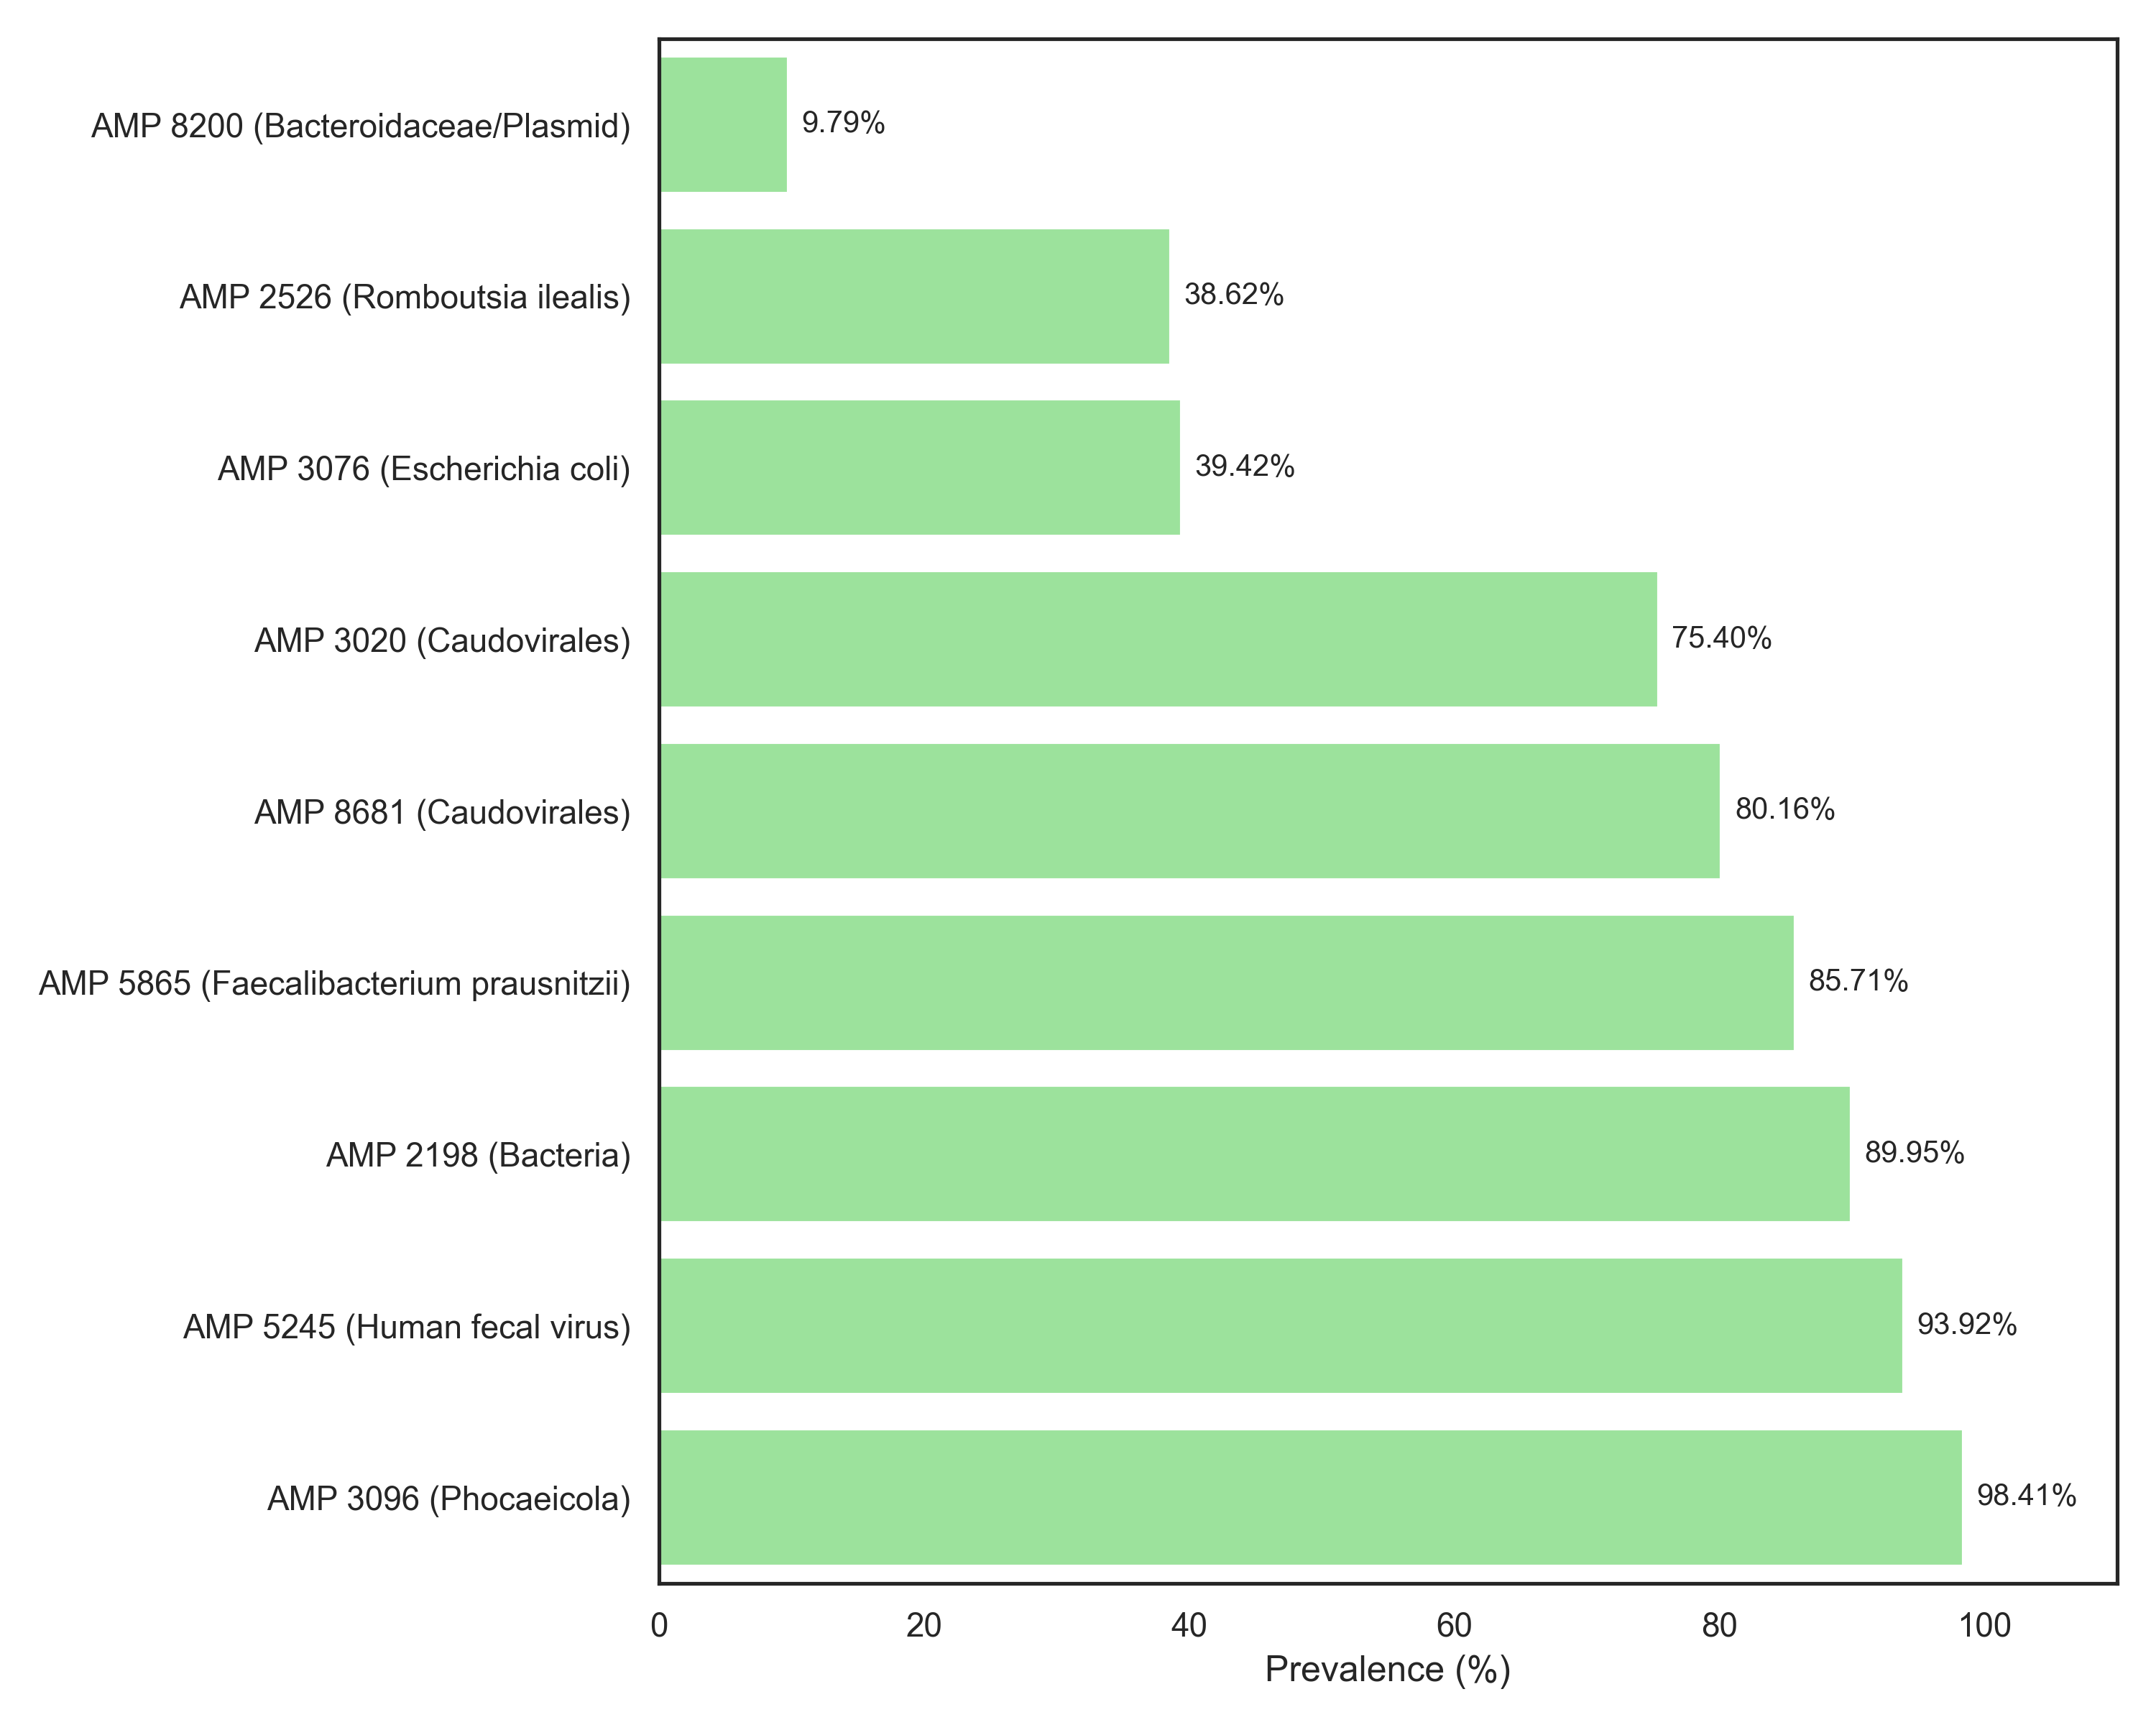 AMP 8200 (Bacteroidaceae/Plasmid) 9.79%
AMP 2526 (Romboutsia ilealis) 38.62%
AMP 3076 (Escherichia coli) 39.42%
AMP 3020 (Caudovirales) 75.40%
AMP 8681 (Caudovirales) 80.16%
AMP 5865 (Faecalibacterium prausnitzii) 85.71%
AMP 2198 (Bacteria) 89.95%
AMP 5245 (Human fecal virus) 93.92%
AMP 3096 (Phocaeicola) 98.41%
0 20 40 60 80 100
Prevalence (%)